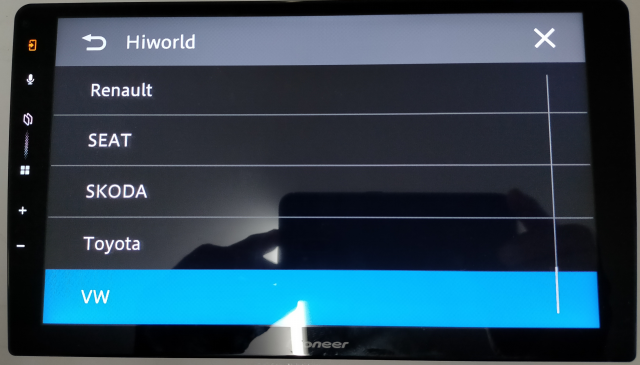 Hiworld
Renault
SEAT
SKODA
Toyota
VW
+
−